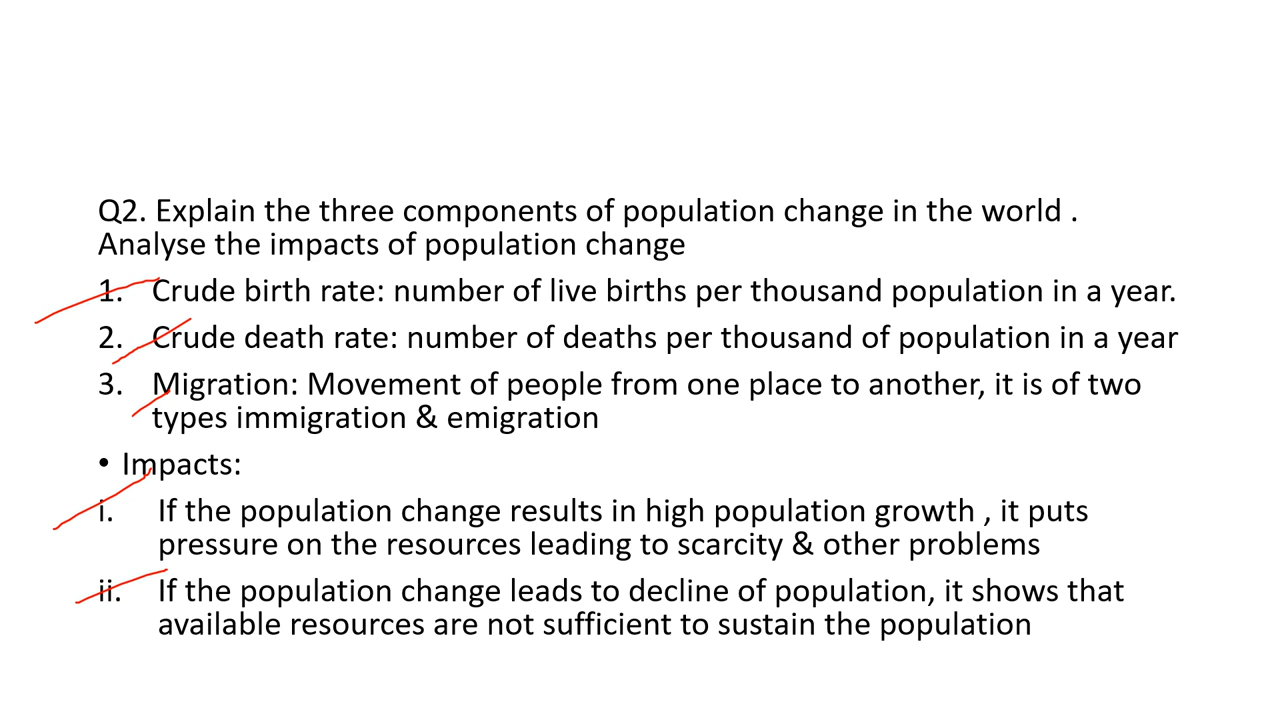 Q2. Explain the three components of population change in the world .
Analyse the impacts of population change
1. Crude birth rate: number of live births per thousand population in a year.
2. Crude death rate: number of deaths per thousand of population in a year
3. Migration: Movement of people from one place to another, it is of two
types immigration & emigration
• Impacts:
i. If the population change results in high population growth , it puts
pressure on the resources leading to scarcity & other problems
ii. If the population change leads to decline of population, it shows that
available resources are not sufficient to sustain the population